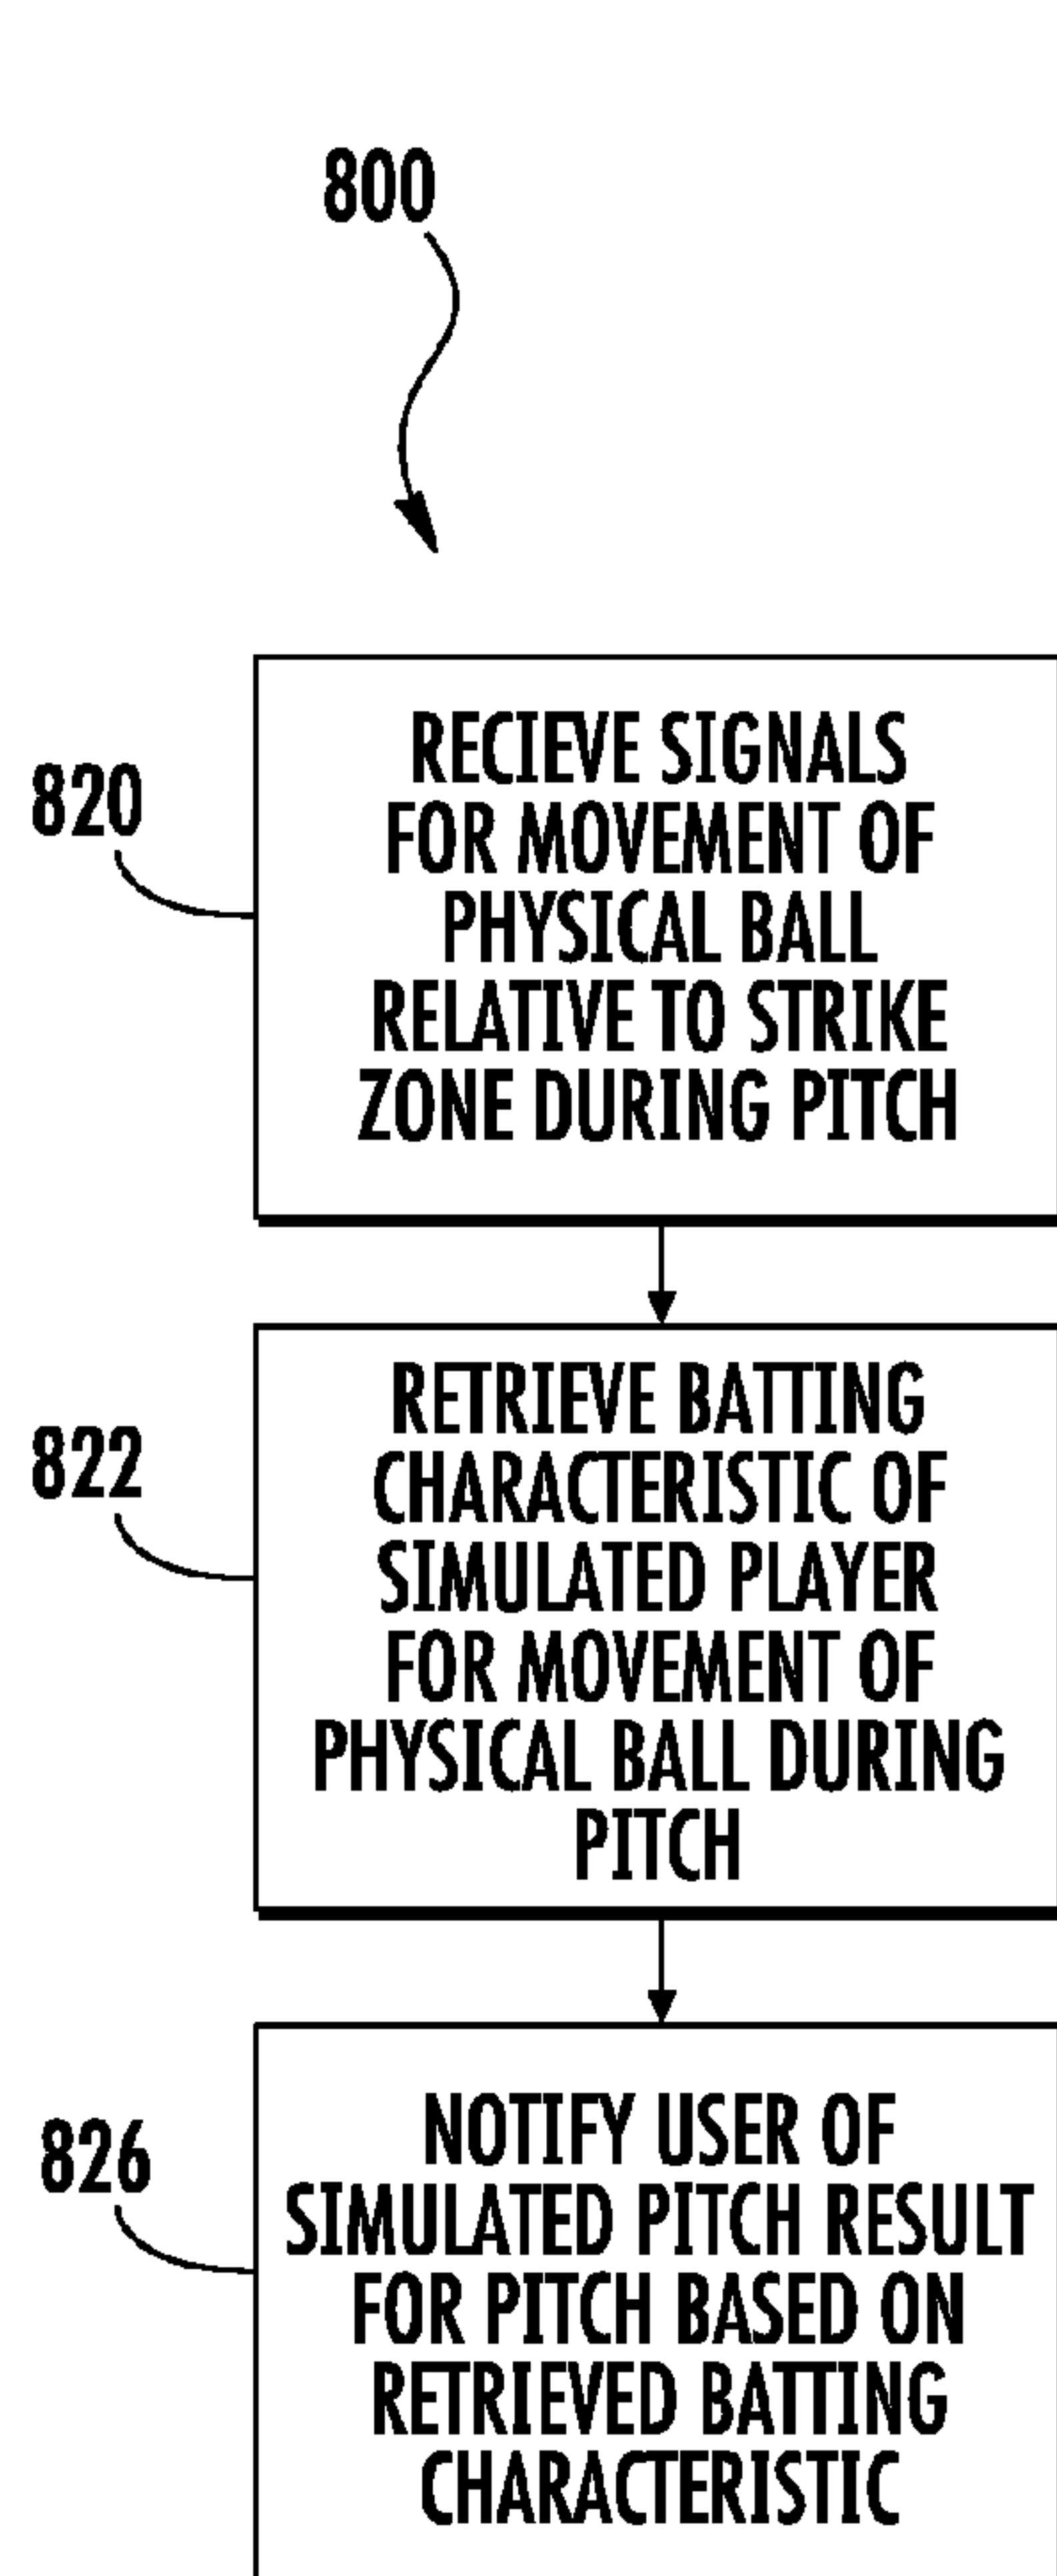 800
820
RECIEVE SIGNALS
FOR MOVEMENT OF
PHYSICAL BALL
RELATIVE TO STRIKE
ZONE DURING PITCH
822
RETRIEVE BATTING
CHARACTERISTIC OF
SIMULATED PLAYER
FOR MOVEMENT OF
PHYSICAL BALL DURING
PITCH
826
NOTIFY USER OF
SIMULATED PITCH RESULT
FOR PITCH BASED ON
RETRIEVED BATTING
CHARACTERISTIC